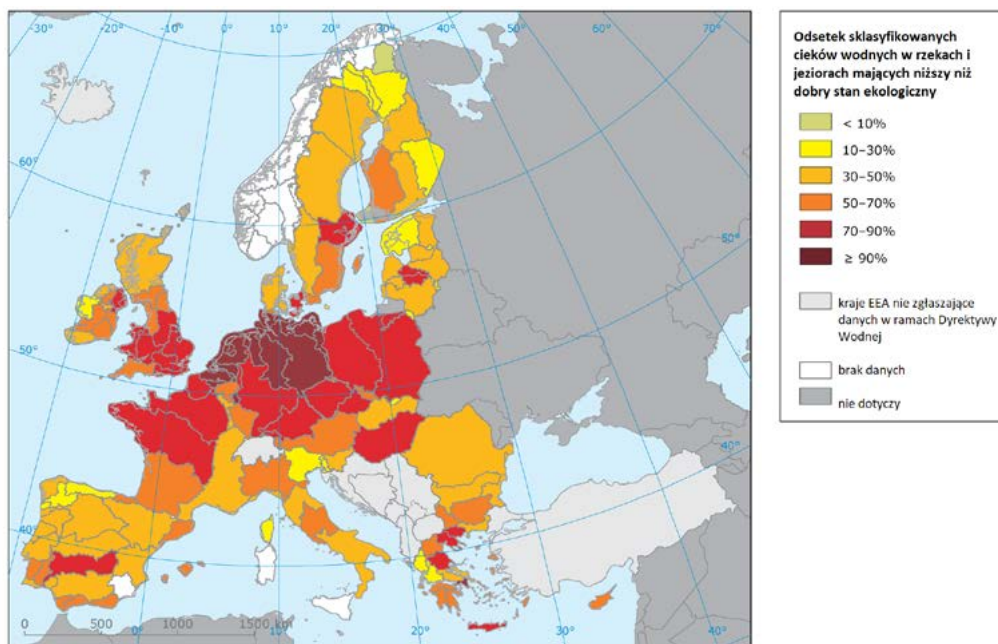 -30° -20° -10° 0° 10° 20° 30° 40° 50° 60° 70°
60°
50°
40°
60°
50°
40°
0 500 1000 1500 km
0° 10° 20° 30° 40°
Odsetek sklasyfikowanych
cieków wodnych w rzekach i
jeziorach mających niższy niż
dobry stan ekologiczny
< 10%
10–30%
30–50%
50–70%
70–90%
≥ 90%
kraje EEA nie zgłaszające
danych w ramach Dyrektywy
Wodnej
brak danych
nie dotyczy